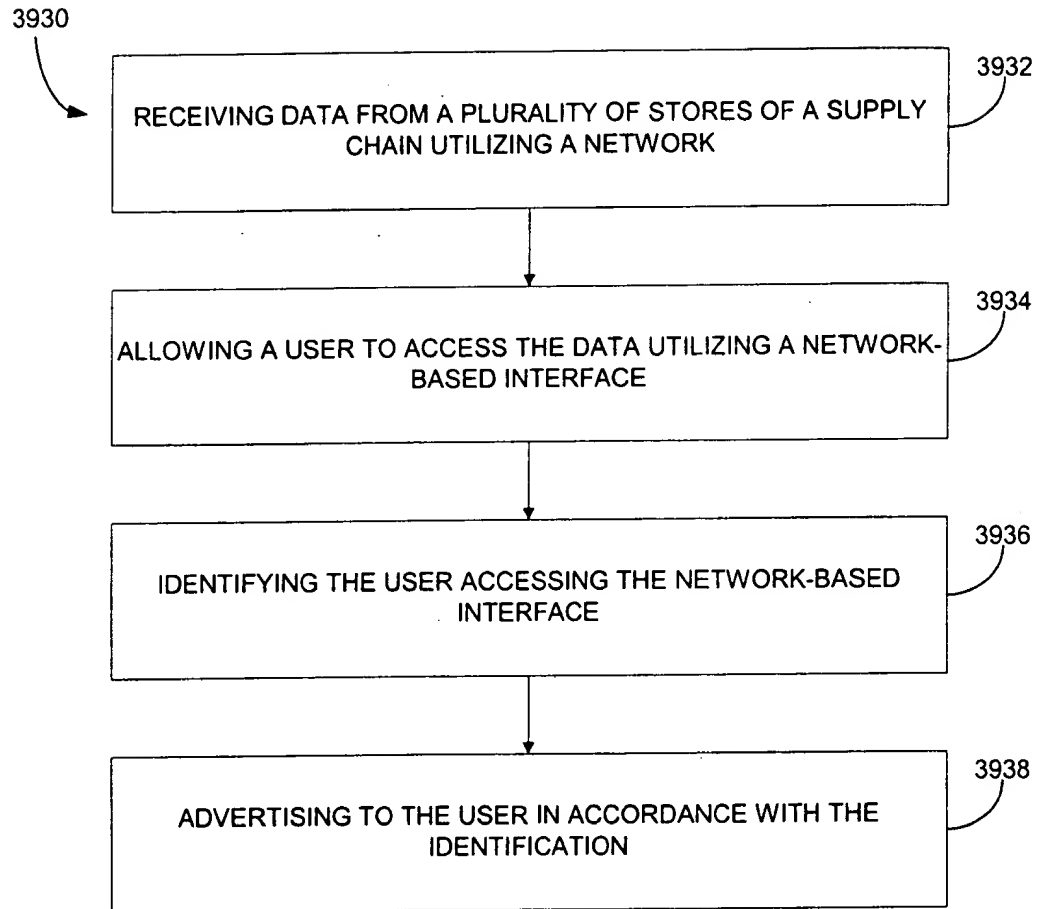 3930
3932
RECEIVING DATA FROM A PLURALITY OF STORES OF A SUPPLY
CHAIN UTILIZING A NETWORK
3934
ALLOWING A USER TO ACCESS THE DATA UTILIZING A NETWORK-
BASED INTERFACE
3936
IDENTIFYING THE USER ACCESSING THE NETWORK-BASED
INTERFACE
3938
ADVERTISING TO THE USER IN ACCORDANCE WITH THE
IDENTIFICATION